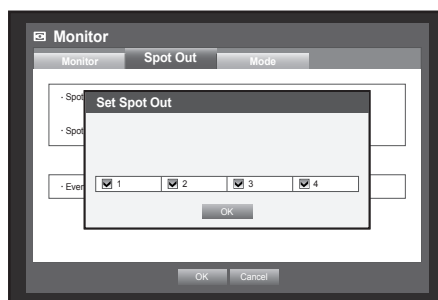 Monitor
Monitor Spot Out Mode
· Spot
Set Spot Out
· Spot
1 2 3 4
· Even
OK
OK Cancel